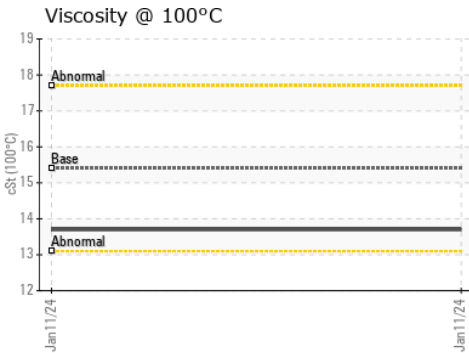 Viscosity @ 100°C
19
18
17
16
15
14
13
12
cSt (100°C)
Abnormal
Base
Abnormal
Jan11/24
Jan11/24